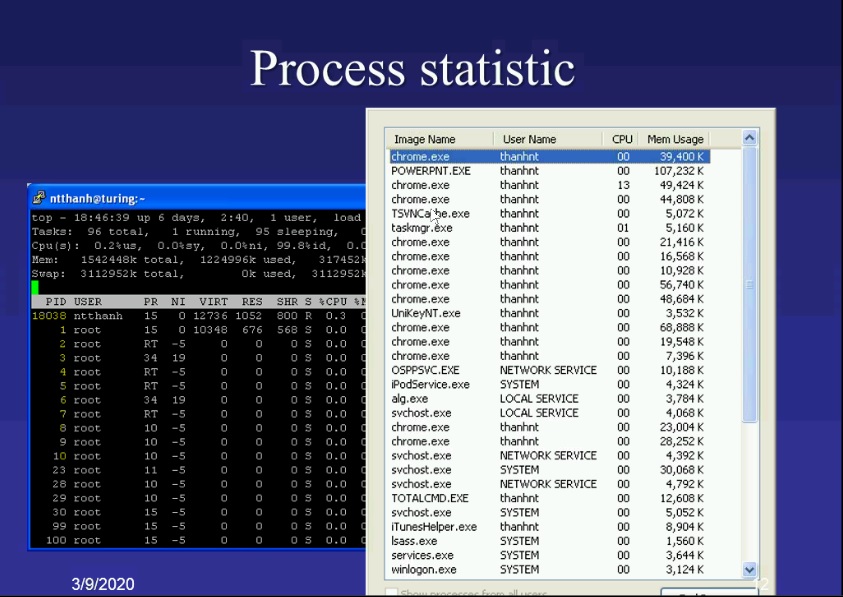 Process statistic
ntthanh@turing:~
top - 18:46:39 up 6 days, 2:40, 1 user, load
Tasks: 96 total, 1 running, 95 sleeping,
Cpu(s): 0.2%us, 0.0%sy, 0.0%ni, 99.8%id, 0.0
Mem: 1542448k total, 1224996k used, 317452k
Swap: 3112952k total, 0k used, 3112952k
PID USER PR NI VIRT RES SHR S %CPU %M
18038 ntthanh 15 0 12736 1052 800 R 0.3
1 root 15 0 10348 676 568 S 0.0
2 root RT -5 0 0 0 S 0.0
3 root 34 19 0 0 0 S 0.0
4 root RT -5 0 0 0 S 0.0
5 root RT -5 0 0 0 S 0.0
6 root 34 19 0 0 0 S 0.0
7 root RT -5 0 0 0 S 0.0
8 root 10 -5 0 0 0 S 0.0
9 root 10 -5 0 0 0 S 0.0
10 root 10 -5 0 0 0 S 0.0
23 root 11 -5 0 0 0 S 0.0
28 root 10 -5 0 0 0 S 0.0
29 root 10 -5 0 0 0 S 0.0
30 root 15 -5 0 0 0 S 0.0
99 root 15 -5 0 0 0 S 0.0
100 root 15 -5 0 0 0 S 0.0
Image Name User Name CPU Mem Usage
chrome.exe thanhnt 00 39,400 K
POWERPNT.EXE thanhnt 00 107,232 K
chrome.exe thanhnt 13 49,424 K
chrome.exe thanhnt 00 44,808 K
TSVNCache.exe thanhnt 00 5,072 K
taskmgr.exe thanhnt 01 5,160 K
chrome.exe thanhnt 00 21,416 K
chrome.exe thanhnt 00 16,568 K
chrome.exe thanhnt 00 10,928 K
chrome.exe thanhnt 00 56,740 K
chrome.exe thanhnt 00 48,684 K
UniKeyNT.exe thanhnt 00 3,532 K
chrome.exe thanhnt 00 68,888 K
chrome.exe thanhnt 00 19,548 K
chrome.exe thanhnt 00 7,396 K
OSPPSVC.EXE NETWORK SERVICE 00 10,188 K
iPodService.exe SYSTEM 00 4,324 K
alg.exe LOCAL SERVICE 00 3,784 K
svchost.exe LOCAL SERVICE 00 4,068 K
chrome.exe thanhnt 00 23,004 K
chrome.exe thanhnt 00 28,252 K
svchost.exe NETWORK SERVICE 00 4,392 K
svchost.exe SYSTEM 00 30,068 K
svchost.exe NETWORK SERVICE 00 4,792 K
TOTALCMD.EXE thanhnt 00 12,608 K
svchost.exe SYSTEM 00 5,052 K
iTunesHelper.exe thanhnt 00 8,904 K
lsass.exe SYSTEM 00 1,560 K
services.exe SYSTEM 00 3,644 K
winlogon.exe SYSTEM 00 3,124 K
Show processes from all users
3/9/2020